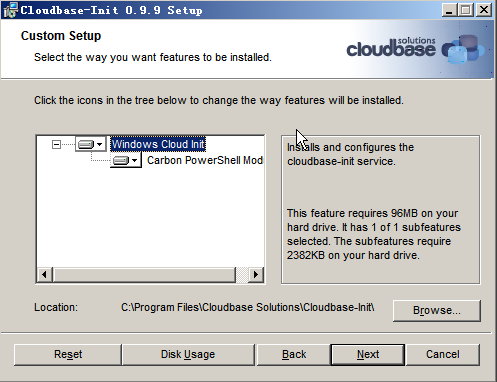 Cloudbase-Init 0.9.9 Setup
Custom Setup
Select the way you want features to be installed.
solutions
cloudbase
Click the icons in the tree below to change the way features will be installed.
Windows Cloud Init
Carbon PowerShell Mod
Installs and configures the
cloudbase-init service.
This feature requires 96MB on your
hard drive. It has 1 of 1 subfeatures
selected. The subfeatures require
2382KB on your hard drive.
Location: C:\Program Files\Cloudbase Solutions\Cloudbase-Init\
Browse...
Reset Disk Usage Back Next Cancel